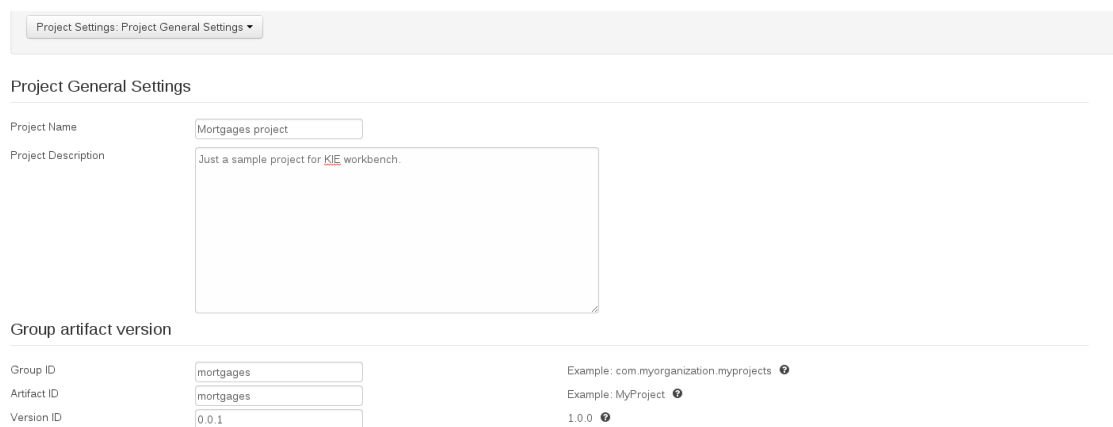 Project Settings: Project General Settings
Project General Settings
Project Name Mortgages project
Project Description Just a sample project for KIE workbench.
Group artifact version
Group ID mortgages Example: com.myorganization.myprojects
Artifact ID mortgages Example: MyProject
Version ID 0.0.1 1.0.0